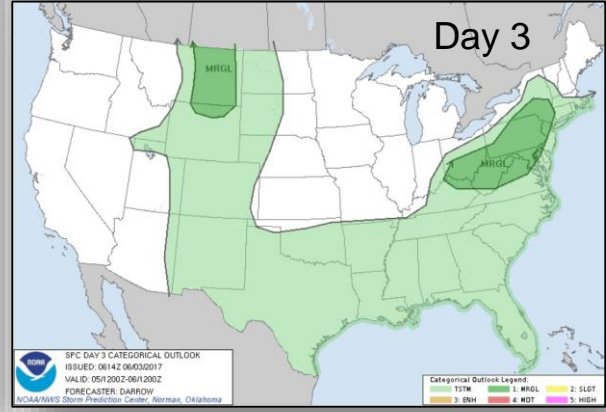 Day 3
MRGL
MRGL
NOAA
SPC DAY 3 CATEGORICAL OUTLOOK
ISSUED: 0614Z 06/03/2017
VALID: 05/1200Z-06/1200Z
FORECASTER: DARROW
NOAA/NWS Storm Prediction Center, Norman, Oklahoma
Categorical Outlook Legend:
TSTM 1: MRGL 2: SLGT
3: ENH 4: MDT 5: HIGH